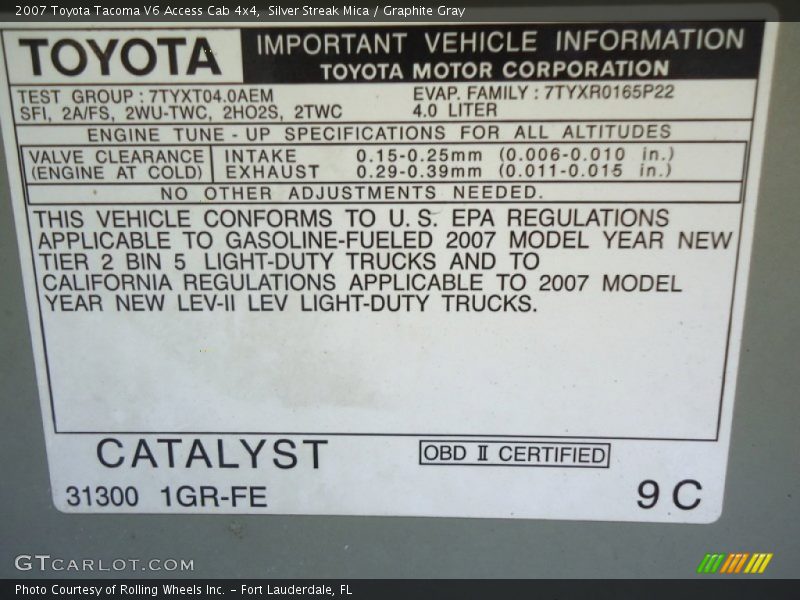 2007 Toyota Tacoma V6 Access Cab 4x4, Silver Streak Mica / Graphite Gray
TOYOTA
IMPORTANT VEHICLE INFORMATION
TOYOTA MOTOR CORPORATION
TEST GROUP : 7TYXT04.0AEM EVAP. FAMILY : 7TYXR0165P22
SFI, 2A/FS, 2WU-TWC, 2HO2S, 2TWC 4.0 LITER
ENGINE TUNE - UP SPECIFICATIONS FOR ALL ALTITUDES
VALVE CLEARANCE INTAKE 0.15-0.25mm (0.006-0.010 in.)
(ENGINE AT COLD) EXHAUST 0.29-0.39mm (0.011-0.015 in.)
NO OTHER ADJUSTMENTS NEEDED.
THIS VEHICLE CONFORMS TO U.S. EPA REGULATIONS
APPLICABLE TO GASOLINE-FUELED 2007 MODEL YEAR NEW
TIER 2 BIN 5 LIGHT-DUTY TRUCKS AND TO
CALIFORNIA REGULATIONS APPLICABLE TO 2007 MODEL
YEAR NEW LEV-II LEV LIGHT-DUTY TRUCKS.
CATALYST
OBD II CERTIFIED
31300 1GR-FE
9 C
GTCARLOT.COM
Photo Courtesy of Rolling Wheels Inc. – Fort Lauderdale, FL